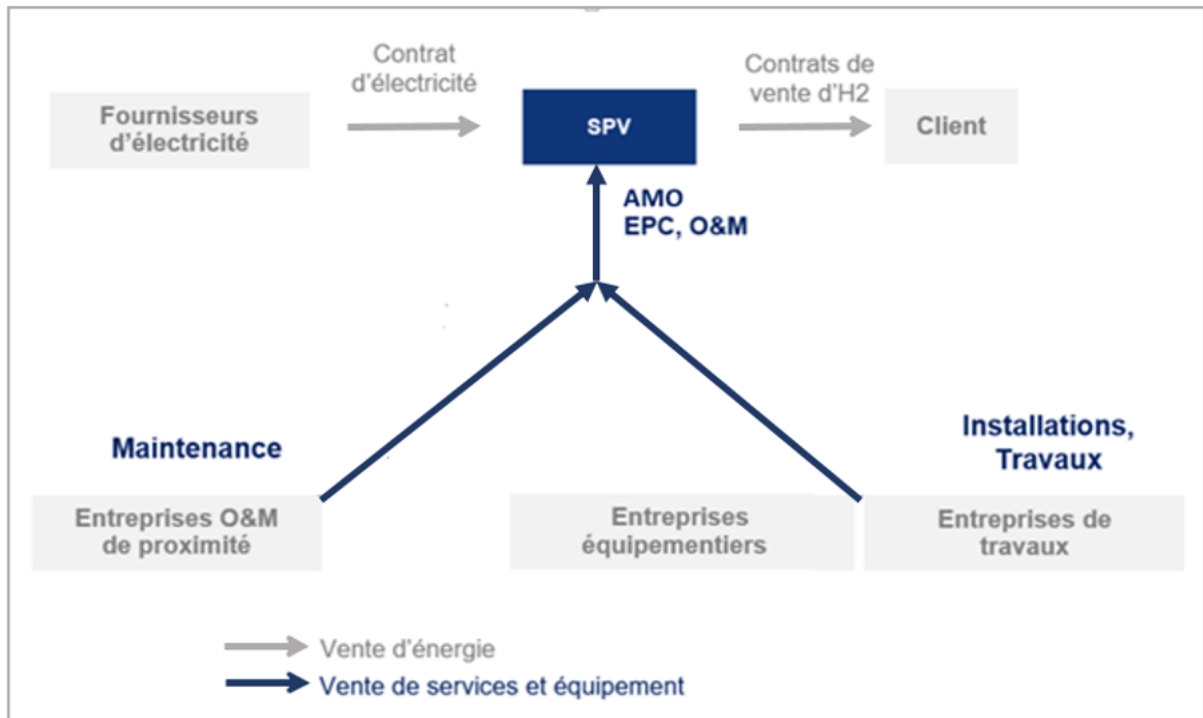 Contrat
d'électricité
Contrats de
vente d'H2
Fournisseurs
d'électricité
SPV
Client
AMO
EPC, O&M
Maintenance
Installations,
Travaux
Entreprises O&M
de proximité
Entreprises
équipementiers
Entreprises de
travaux
Vente d'énergie
Vente de services et équipement